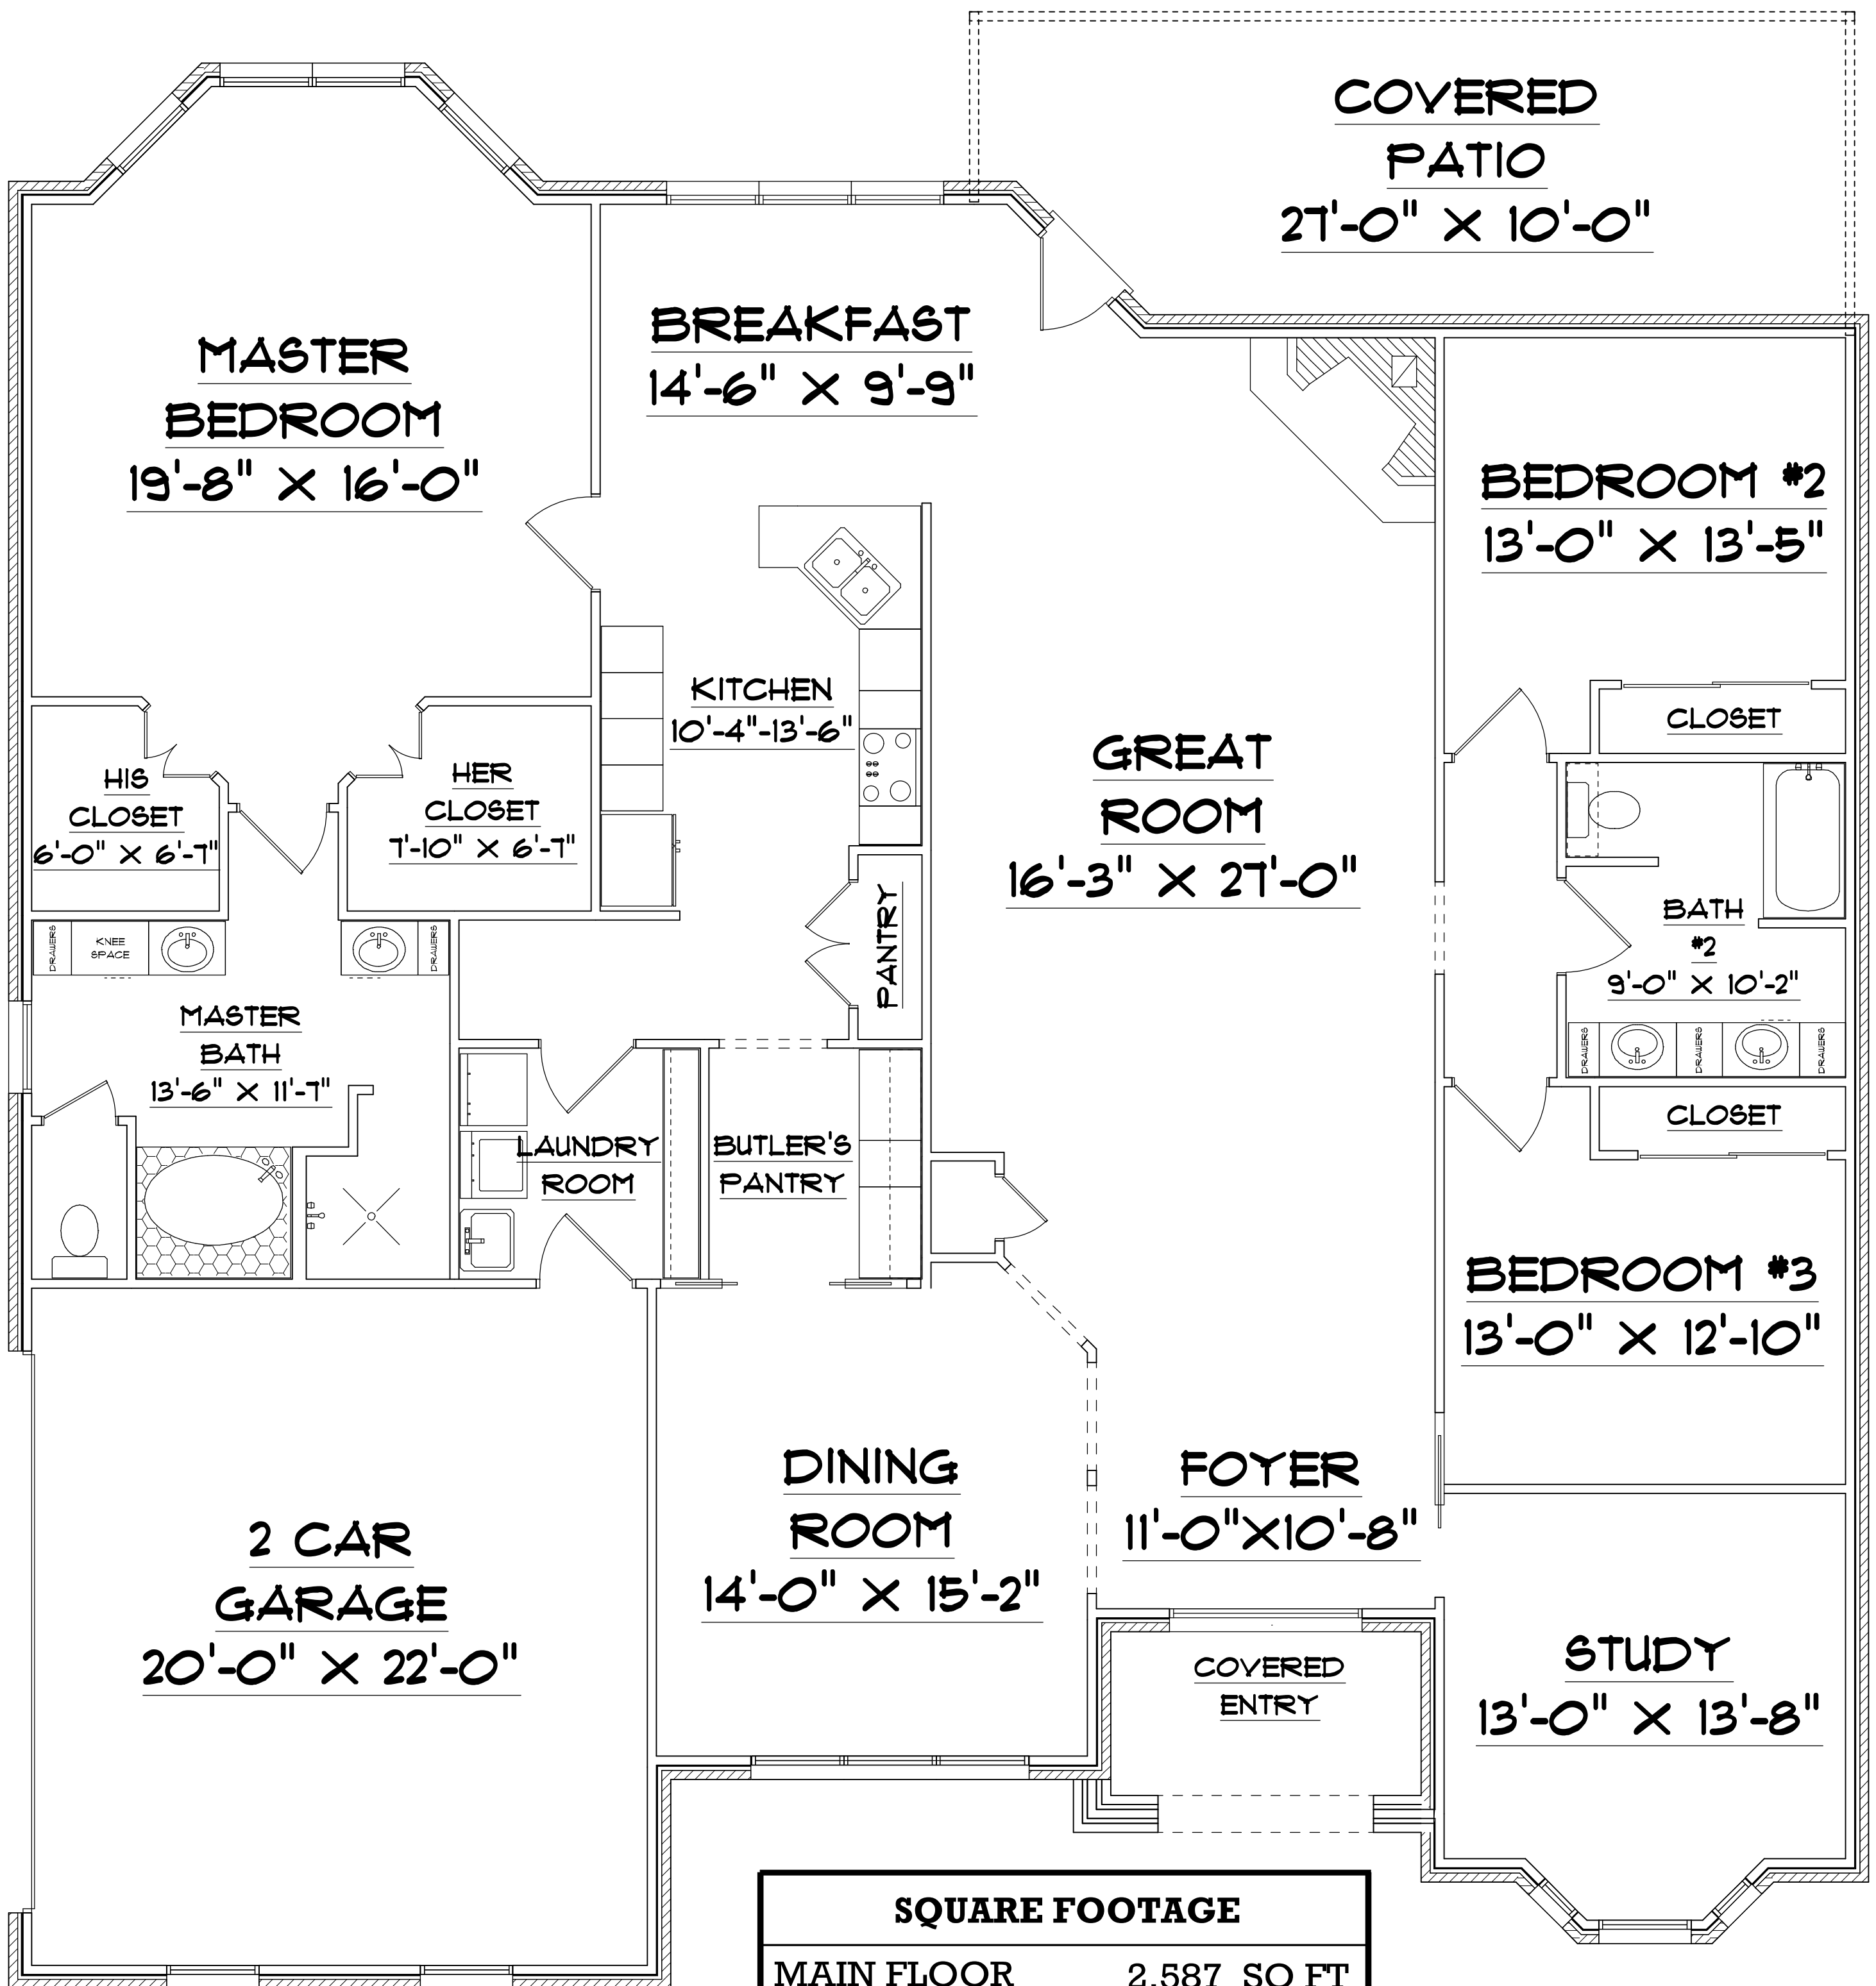 COVERED
PATIO
27'-0" X 10'-0"
MASTER
BEDROOM
19'-8" X 16'-0"
BREAKFAST
14'-6" X 9'-9"
BEDROOM #2
13'-0" X 13'-5"
KITCHEN
10'-4"-13'-6"
CLOSET
GREAT
ROOM
16'-3" X 27'-0"
HIS
CLOSET
6'-0" X 6'-7"
HER
CLOSET
7'-10" X 6'-7"
PANTRY
BATH
#2
9'-0" X 10'-2"
DRAWERS
KNEE
SPACE
DRAWERS
MASTER
BATH
13'-6" X 11'-7"
DRAWERS
DRAWERS
DRAWERS
CLOSET
LAUNDRY
ROOM
BUTLER'S
PANTRY
BEDROOM #3
13'-0" X 12'-10"
DINING
ROOM
14'-0" X 15'-2"
FOYER
11'-0"X10'-8"
2 CAR
GARAGE
20'-0" X 22'-0"
COVERED
ENTRY
STUDY
13'-0" X 13'-8"
SQUARE FOOTAGE
MAIN FLOOR 2,587 SQ FT